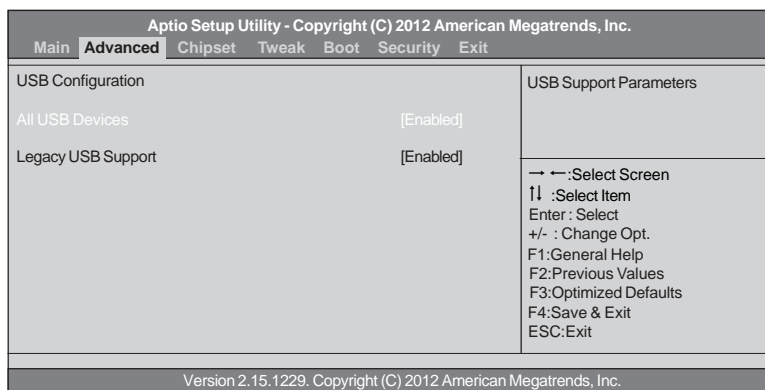 Aptio Setup Utility - Copyright (C) 2012 American Megatrends, Inc.
Main Advanced Chipset Tweak Boot Security Exit
USB Configuration
All USB Devices [Enabled]
Legacy USB Support [Enabled]
USB Support Parameters
→ ←:Select Screen
↑↓ :Select Item
Enter : Select
+/- : Change Opt.
F1:General Help
F2:Previous Values
F3:Optimized Defaults
F4:Save & Exit
ESC:Exit
Version 2.15.1229. Copyright (C) 2012 American Megatrends, Inc.